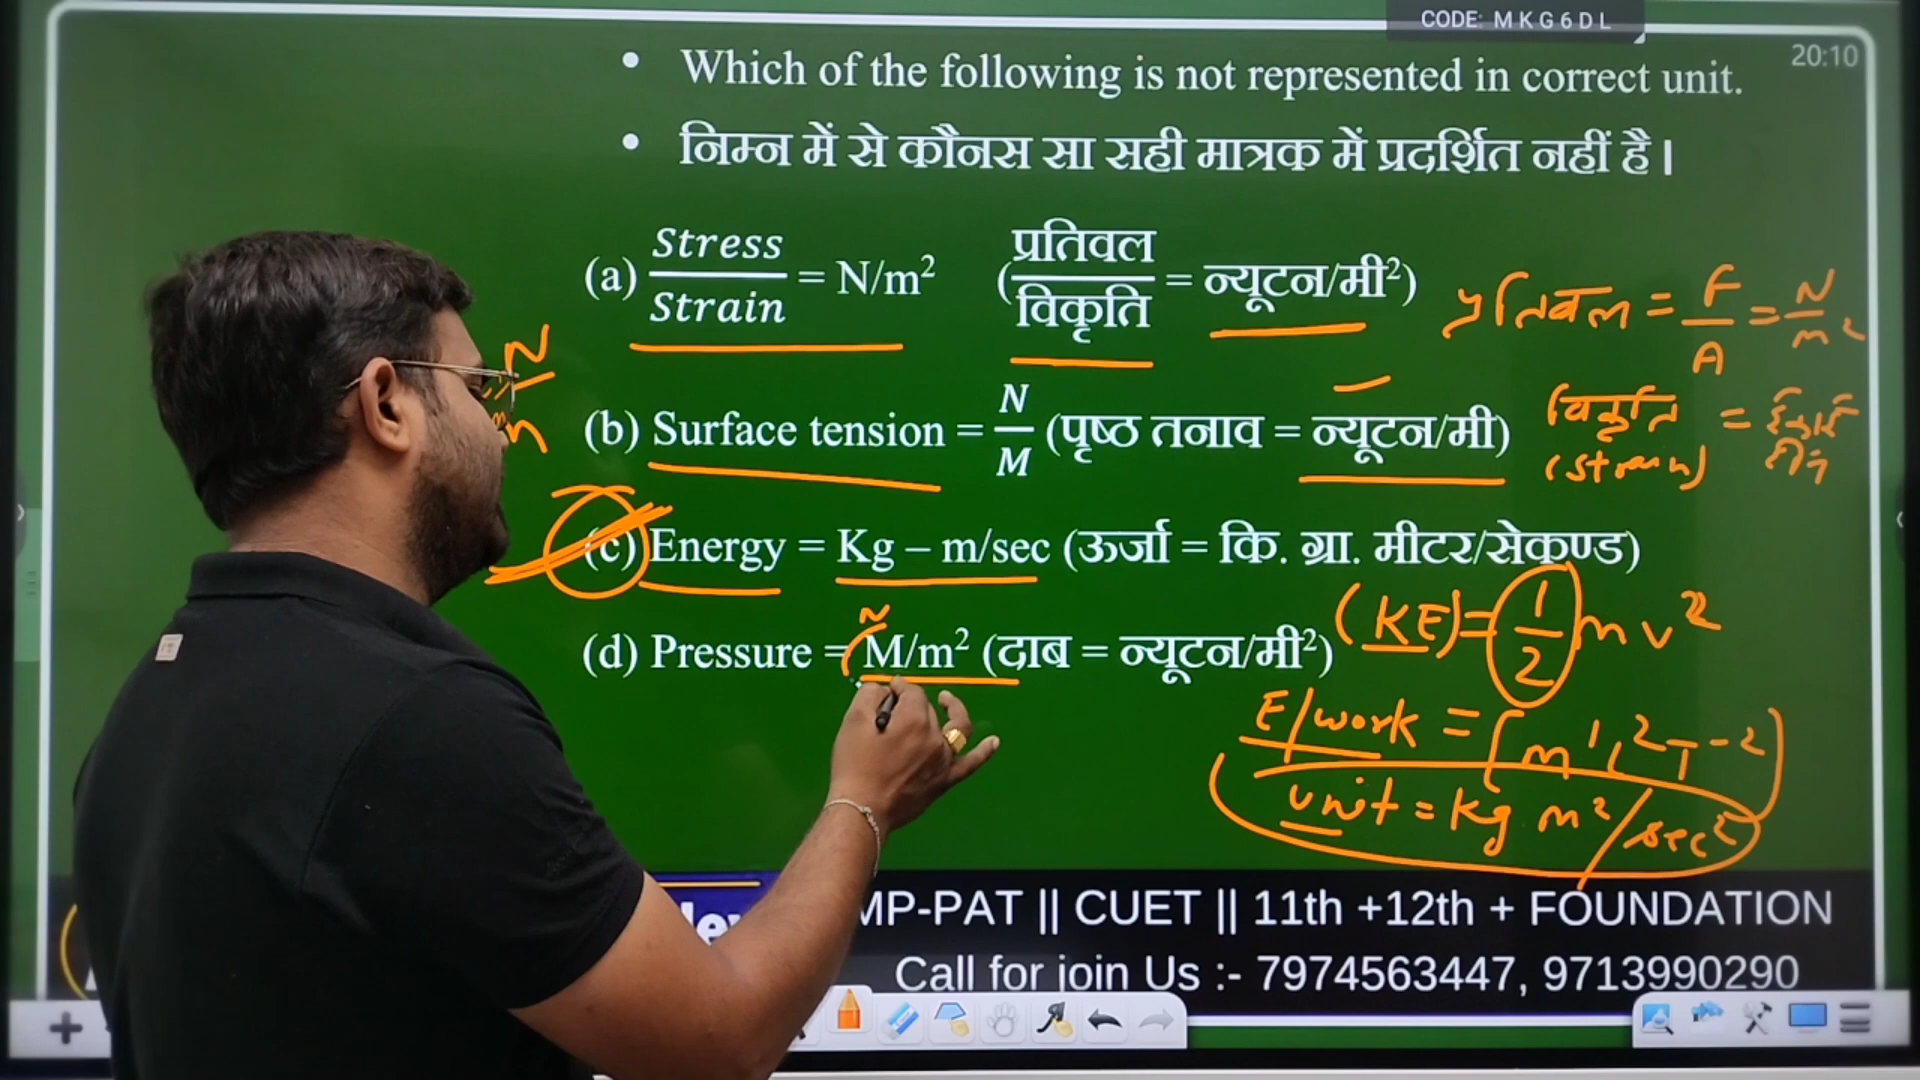 CODE: M K G 6 D L
20:10
• Which of the following is not represented in correct unit.
• निम्न में से कौनस सा सही मात्रक में प्रदर्शित नहीं है।
(a) Stress/Strain = N/m² (प्रतिवल/विकृति = न्यूटन/मी²)
प्रतिवल = F/A = N/m²
N
(b) Surface tension = N/M (पृष्ठ तनाव = न्यूटन/मी)
विकृति =
(strain)
(c) Energy = Kg – m/sec (ऊर्जा = कि. ग्रा. मीटर/सेकण्ड)
(KE) = 1/2 mv²
N
(d) Pressure = M/m² (दाब = न्यूटन/मी²)
E/work = [m¹L²T⁻²]
unit = kg m²/sec²
MP-PAT || CUET || 11th +12th + FOUNDATION
Call for join Us :- 7974563447, 9713990290